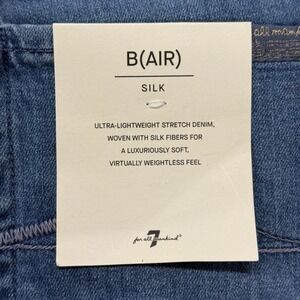 B(AIR)
SILK
ULTRA-LIGHTWEIGHT STRETCH DENIM,
WOVEN WITH SILK FIBERS FOR
A LUXURIOUSLY SOFT,
VIRTUALLY WEIGHTLESS FEEL
7
for all mankind